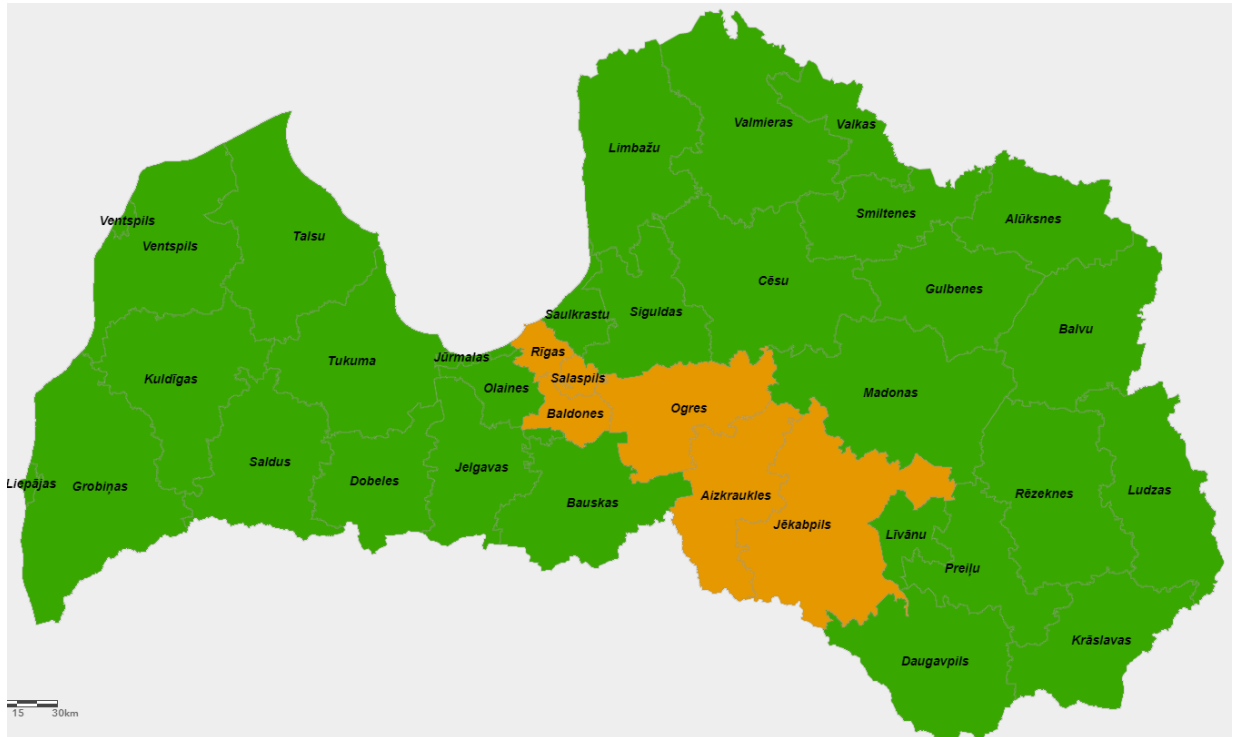 Valmieras
Valkas
Limbažu
Smiltenes
Alūksnes
Ventspils
Ventspils
Talsu
Cēsu
Gulbenes
Saulkrastu
Siguldas
Balvu
Rīgas
Jūrmalas
Tukuma
Salaspils
Kuldīgas
Olaines
Madonas
Baldones
Ogres
Saldus
Jelgavas
Dobeles
Liepājas
Grobiņas
Bauskas
Aizkraukles
Rēzeknes
Ludzas
Jēkabpils
Līvānu
Preiļu
Krāslavas
Daugavpils
15 30km